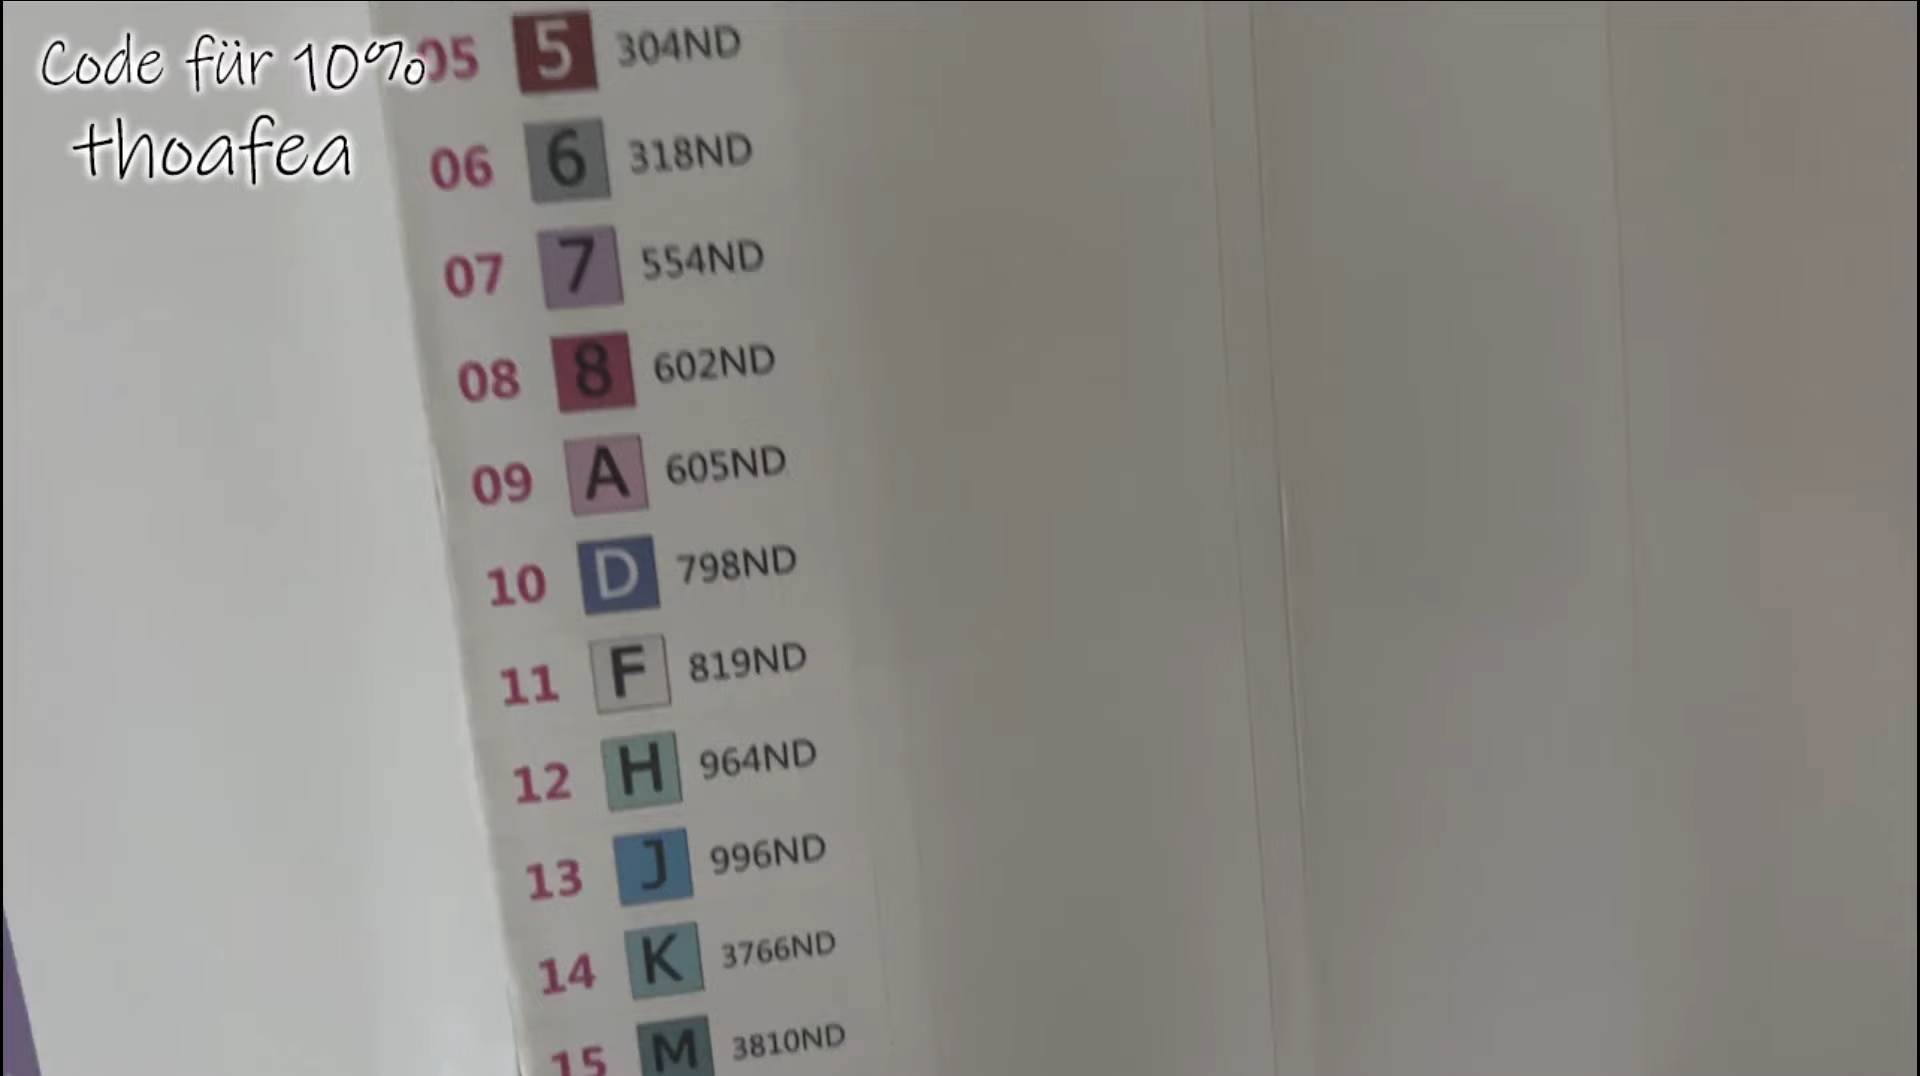 Code für 10%
thoafea
05 5 304ND
06 6 318ND
07 7 554ND
08 8 602ND
09 A 605ND
10 D 798ND
11 F 819ND
12 H 964ND
13 J 996ND
14 K 3766ND
15 M 3810ND